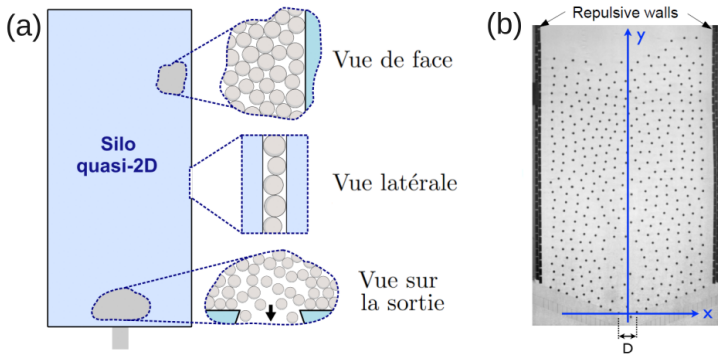 (a)
Silo
quasi-2D
Vue de face
Vue latérale
Vue sur
la sortie
(b)
Repulsive walls
y
x
D